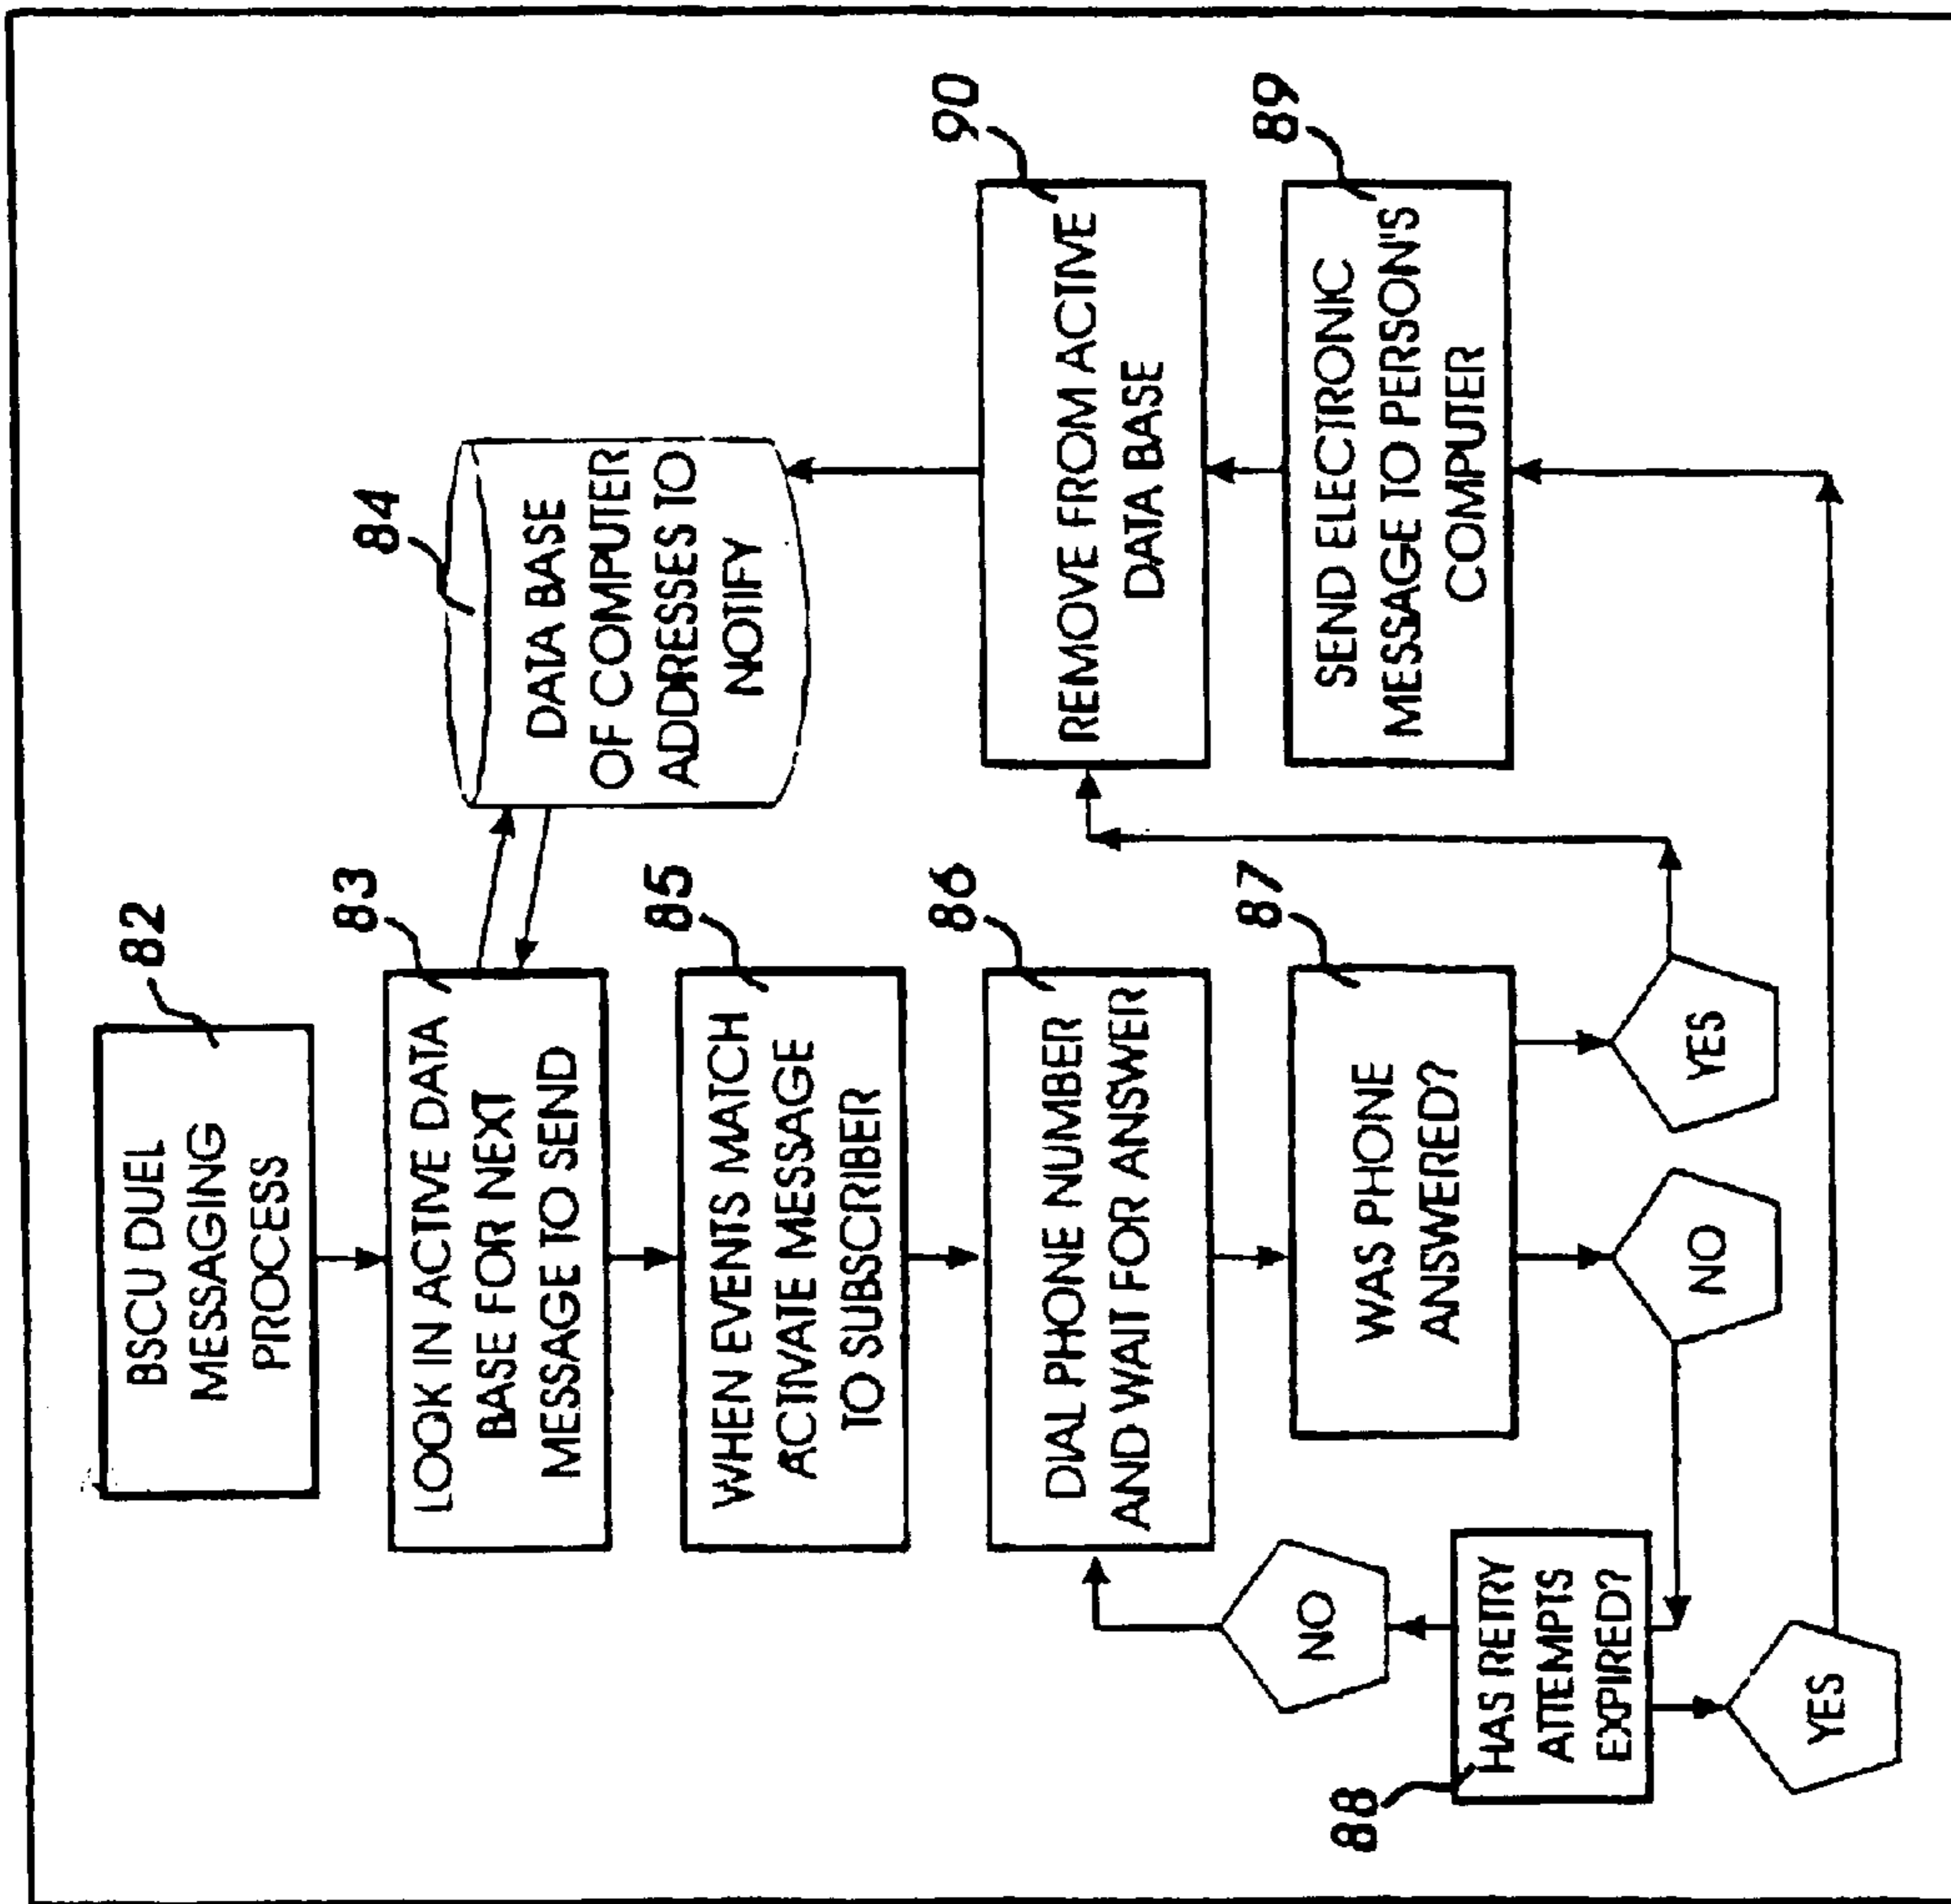 82
BSCU DUEL
MESSAGING
PROCESS
83
LOOK IN ACTIVE DATA
BASE FOR NEXT
MESSAGE TO SEND
84
DATA BASE
OF COMPUTER
ADDRESSES TO
NOTIFY
85
WHEN EVENTS MATCH
ACTIVATE MESSAGE
TO SUBSCRIBER
86
DIAL PHONE NUMBER
AND WAIT FOR ANSWER
87
WAS PHONE
ANSWERED?
NO
YES
88
HAS RETRY
ATTEMPTS
EXPIRED?
NO
YES
89
SEND ELECTRONIC
MESSAGE TO PERSON'S
COMPUTER
90
REMOVE FROM ACTIVE
DATA BASE